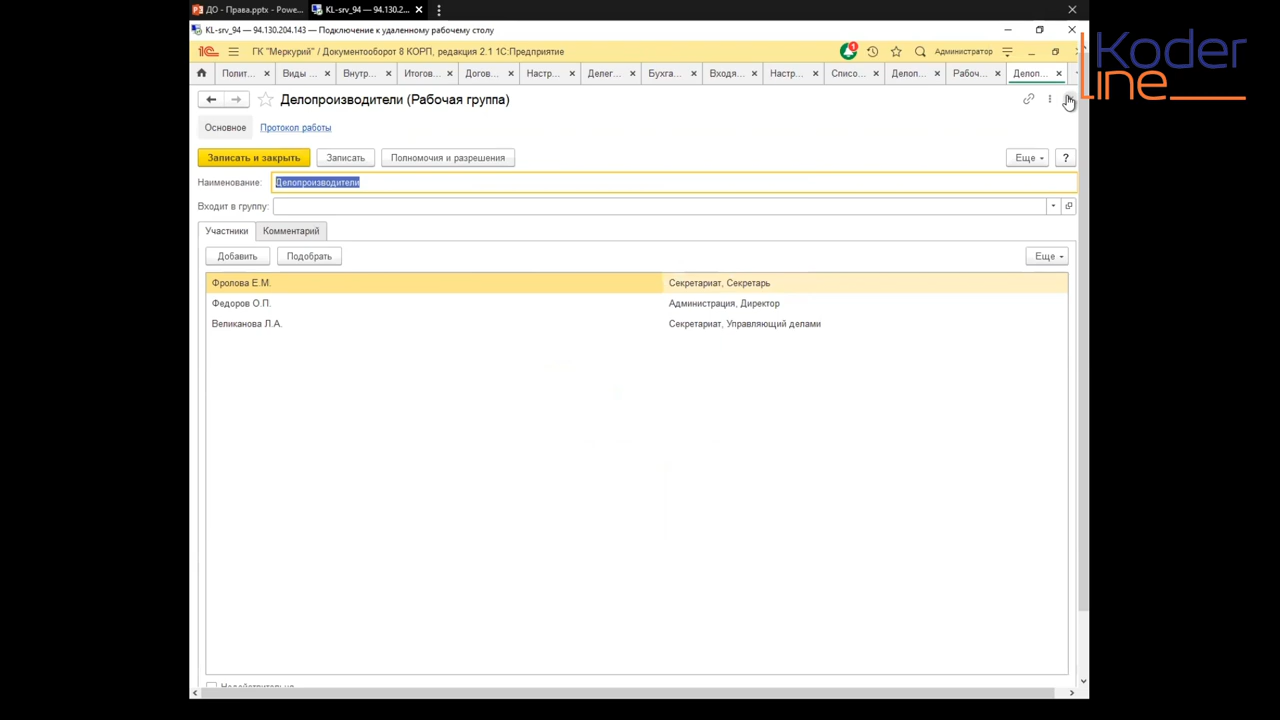 ДО - Права.pptx - Powe... KL-srv_94 — 94.130.2...
KL-srv_94 — 94.130.204.143 — Подключение к удаленному рабочему столу
ГК "Меркурий" / Документооборот 8 КОРП, редакция 2.1 1С:Предприятие 1 Администратор
Koder
line
Полит... Виды ... Внутр... Итогов... Догов... Настр... Делег... Бухга... Входя... Настр... Списо... Делоп... Рабоч... Делоп...
Делопроизводители (Рабочая группа)
Основное Протокол работы
Записать и закрыть Записать Полномочия и разрешения Еще ?
Наименование: Делопроизводители
Входит в группу:
Участники Комментарий
Добавить Подобрать Еще
Фролова Е.М. Секретариат, Секретарь
Федоров О.П. Администрация, Директор
Великанова Л.А. Секретариат, Управляющий делами